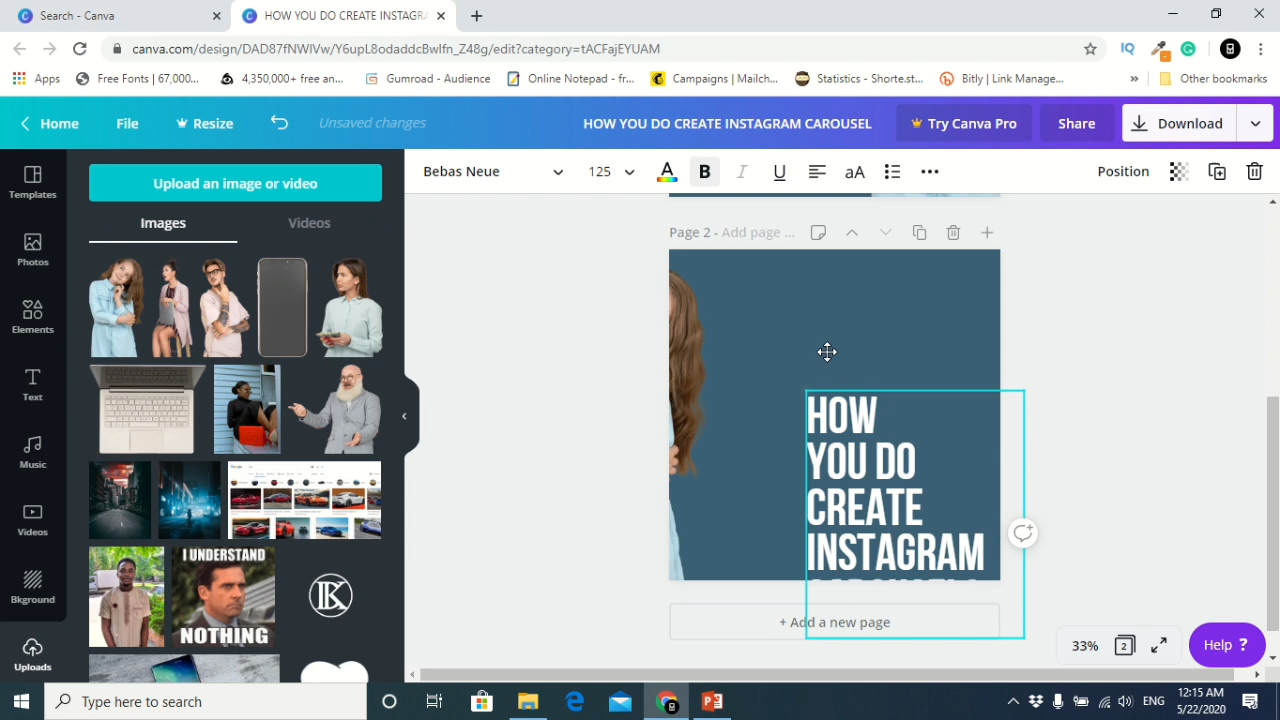 Search - Canva
HOW YOU DO CREATE INSTAGRA
canva.com/design/DAD87fNWIVw/Y6upL8odaddcBwlfn_Z48g/edit?category=tACFajEYUAM
IQ
Apps
Free Fonts | 67,000...
4,350,000+ free an...
Gumroad - Audience
Online Notepad - fr...
Campaigns | Mailch...
Statistics - Shorte.st...
Bitly | Link Manage...
»
Other bookmarks
Home
File
Resize
Unsaved changes
HOW YOU DO CREATE INSTAGRAM CAROUSEL
Try Canva Pro
Share
Download
Templates
Photos
Elements
Text
Music
Videos
Bkground
Uploads
Upload an image or video
Images
Videos
I UNDERSTAND
NOTHING
K
Bebas Neue
125
A
B
I
U
aA
Position
Page 2 - Add page ...
HOW
YOU DO
CREATE
INSTAGRAM
+ Add a new page
33%
2
Help ?
Type here to search
ENG
12:15 AM
5/22/2020